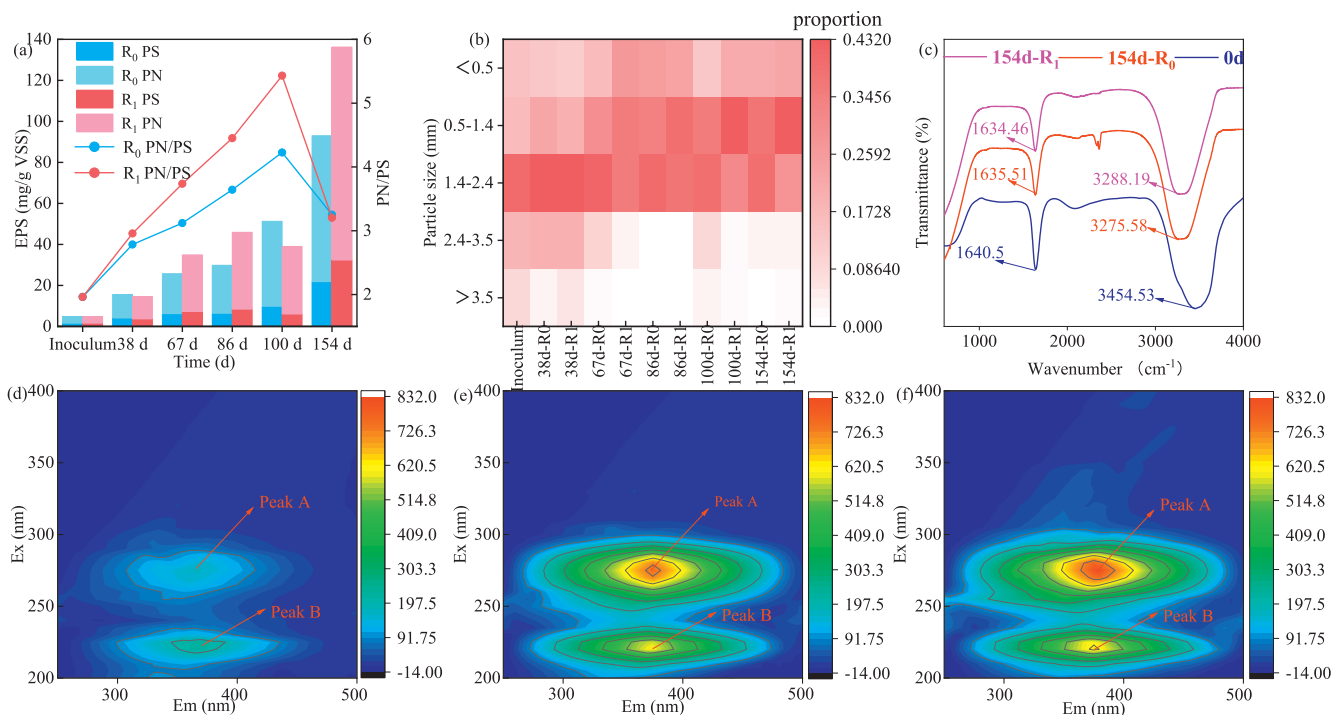 (a)
140
120
100
80
60
40
20
0
EPS (mg/g VSS)
R0 PS
R0 PN
R1 PS
R1 PN
R0 PN/PS
R1 PN/PS
6
5
4
3
2
PN/PS
Inoculum 38 d 67 d 86 d 100 d 154 d
Time (d)
(b)
Particle size (mm)
<0.5
0.5-1.4
1.4-2.4
2.4-3.5
>3.5
Inoculum
38d-R0
38d-R1
67d-R0
67d-R1
86d-R0
86d-R1
100d-R0
100d-R1
154d-R0
154d-R1
proportion
0.4320
0.3456
0.2592
0.1728
0.08640
0.000
(c)
154d-R1 154d-R0 0d
Transmittance (%)
1634.46
3288.19
1635.51
3275.58
1640.5
3454.53
1000 2000 3000 4000
Wavenumber （cm-1)
(d)
400
350
300
250
200
Ex (nm)
Peak A
Peak B
300 400 500
Em (nm)
832.0
726.3
620.5
514.8
409.0
303.3
197.5
91.75
-14.00
(e)
400
350
300
250
200
Ex (nm)
Peak A
Peak B
300 400 500
Em (nm)
832.0
726.3
620.5
514.8
409.0
303.3
197.5
91.75
-14.00
(f)
400
350
300
250
200
Ex (nm)
Peak A
Peak B
300 400 500
Em (nm)
832.0
726.3
620.5
514.8
409.0
303.3
197.5
91.75
-14.00